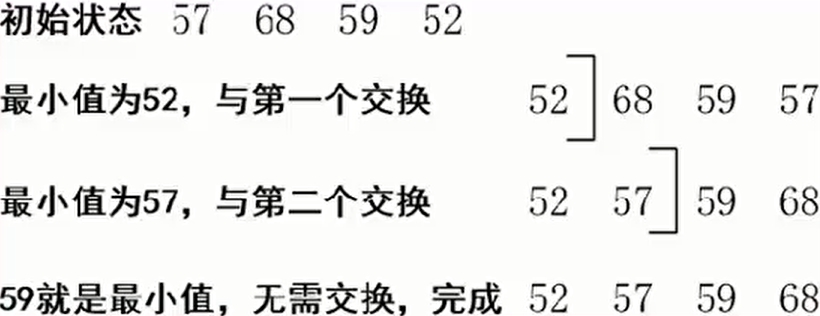 初始状态 57 68 59 52
最小值为52，与第一个交换 52 68 59 57
最小值为57，与第二个交换 52 57 59 68
59就是最小值，无需交换，完成 52 57 59 68